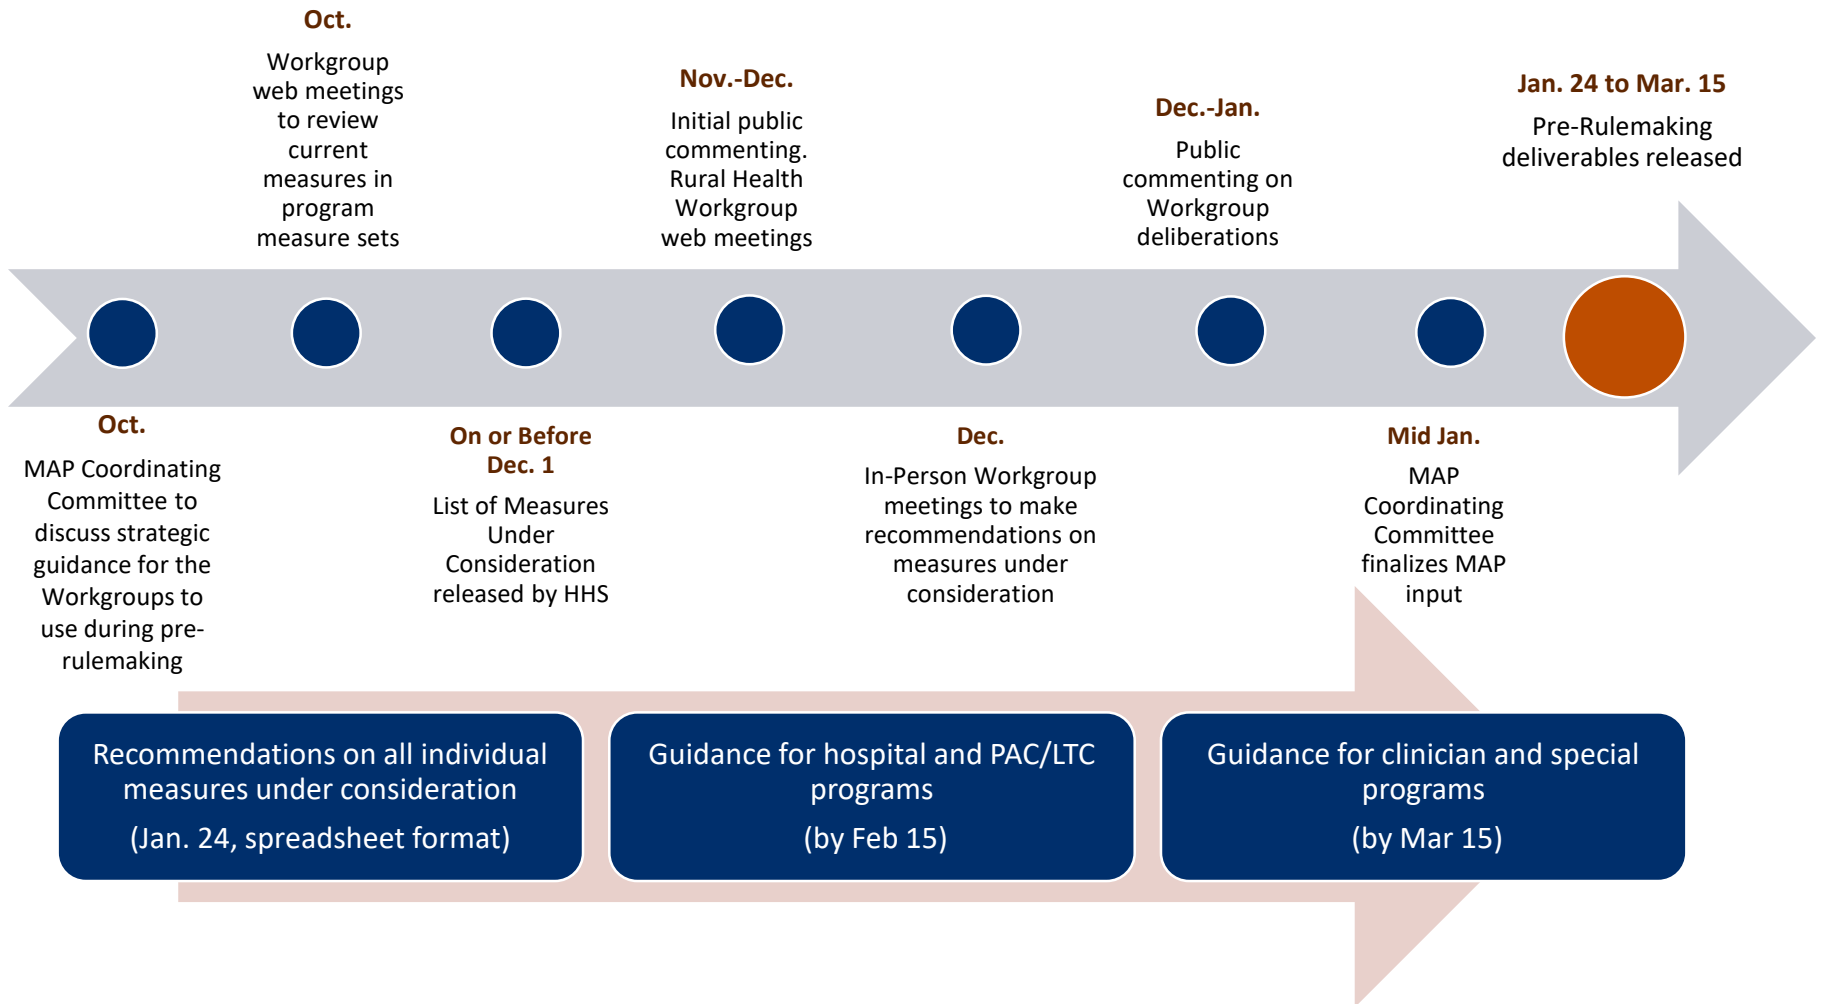 Oct.
Workgroup
web meetings
to review
current
measures in
program
measure sets
Nov.-Dec.
Initial public
commenting.
Rural Health
Workgroup
web meetings
Dec.-Jan.
Public
commenting on
Workgroup
deliberations
Jan. 24 to Mar. 15
Pre-Rulemaking
deliverables released
Oct.
MAP Coordinating
Committee to
discuss strategic
guidance for the
Workgroups to
use during pre-
rulemaking
On or Before
Dec. 1
List of Measures
Under
Consideration
released by HHS
Dec.
In-Person Workgroup
meetings to make
recommendations on
measures under
consideration
Mid Jan.
MAP
Coordinating
Committee
finalizes MAP
input
Recommendations on all individual
measures under consideration
(Jan. 24, spreadsheet format)
Guidance for hospital and PAC/LTC
programs
(by Feb 15)
Guidance for clinician and special
programs
(by Mar 15)